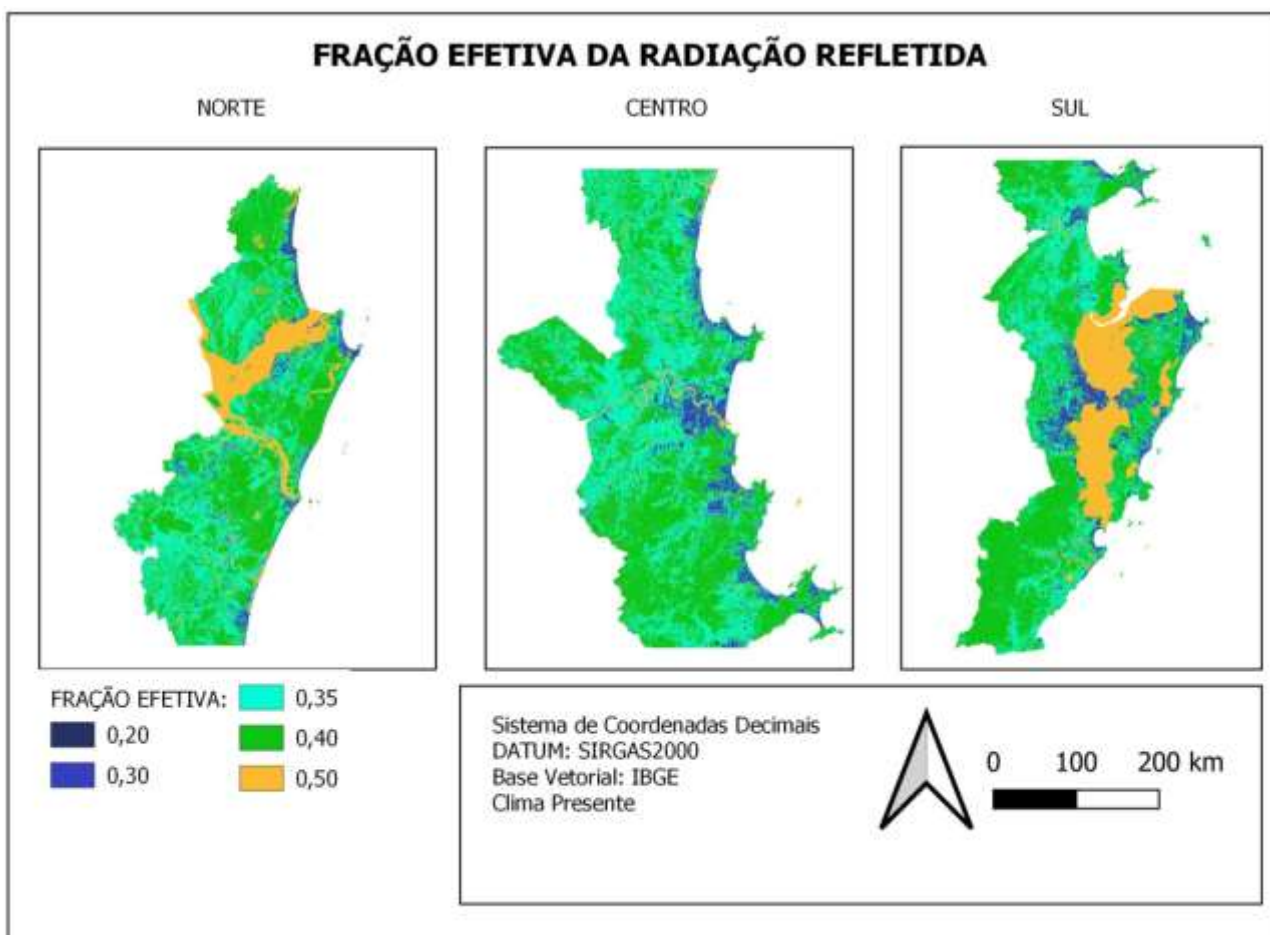 FRAÇÃO EFETIVA DA RADIAÇÃO REFLETIDA
NORTE
CENTRO
SUL
FRAÇÃO EFETIVA:
0,20
0,30
0,35
0,40
0,50
Sistema de Coordenadas Decimais
DATUM: SIRGAS2000
Base Vetorial: IBGE
Clima Presente
0 100 200 km